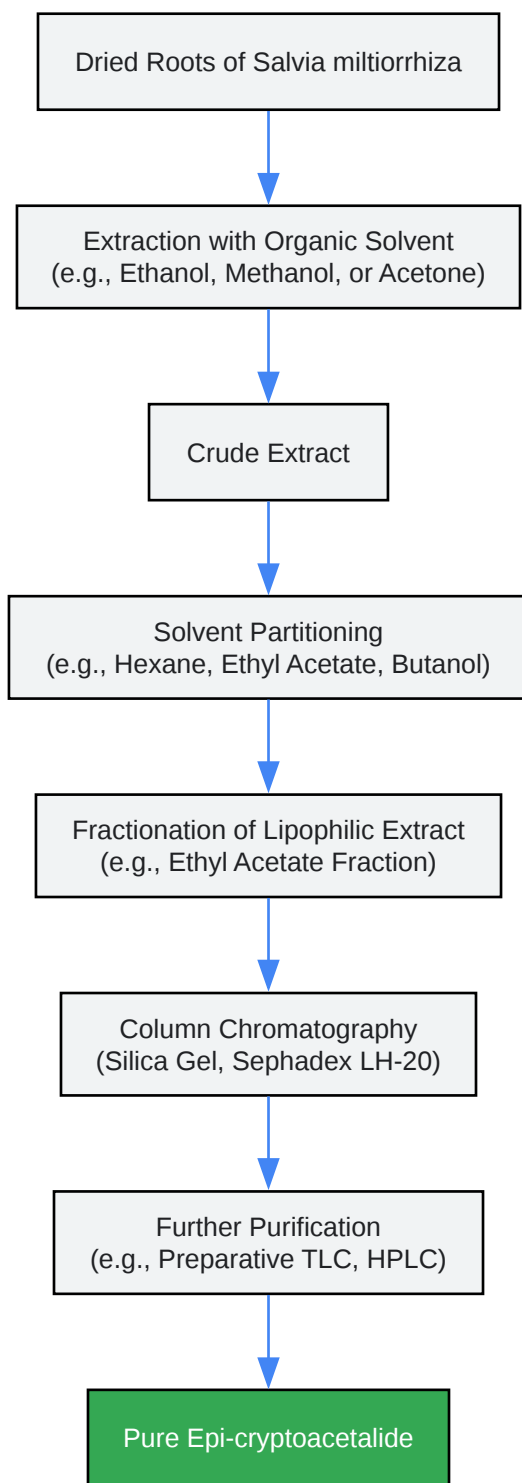 Dried Roots of Salvia miltiorrhiza
Extraction with Organic Solvent
(e.g., Ethanol, Methanol, or Acetone)
Crude Extract
Solvent Partitioning
(e.g., Hexane, Ethyl Acetate, Butanol)
Fractionation of Lipophilic Extract
(e.g., Ethyl Acetate Fraction)
Column Chromatography
(Silica Gel, Sephadex LH-20)
Further Purification
(e.g., Preparative TLC, HPLC)
Pure Epi-cryptoacetalide